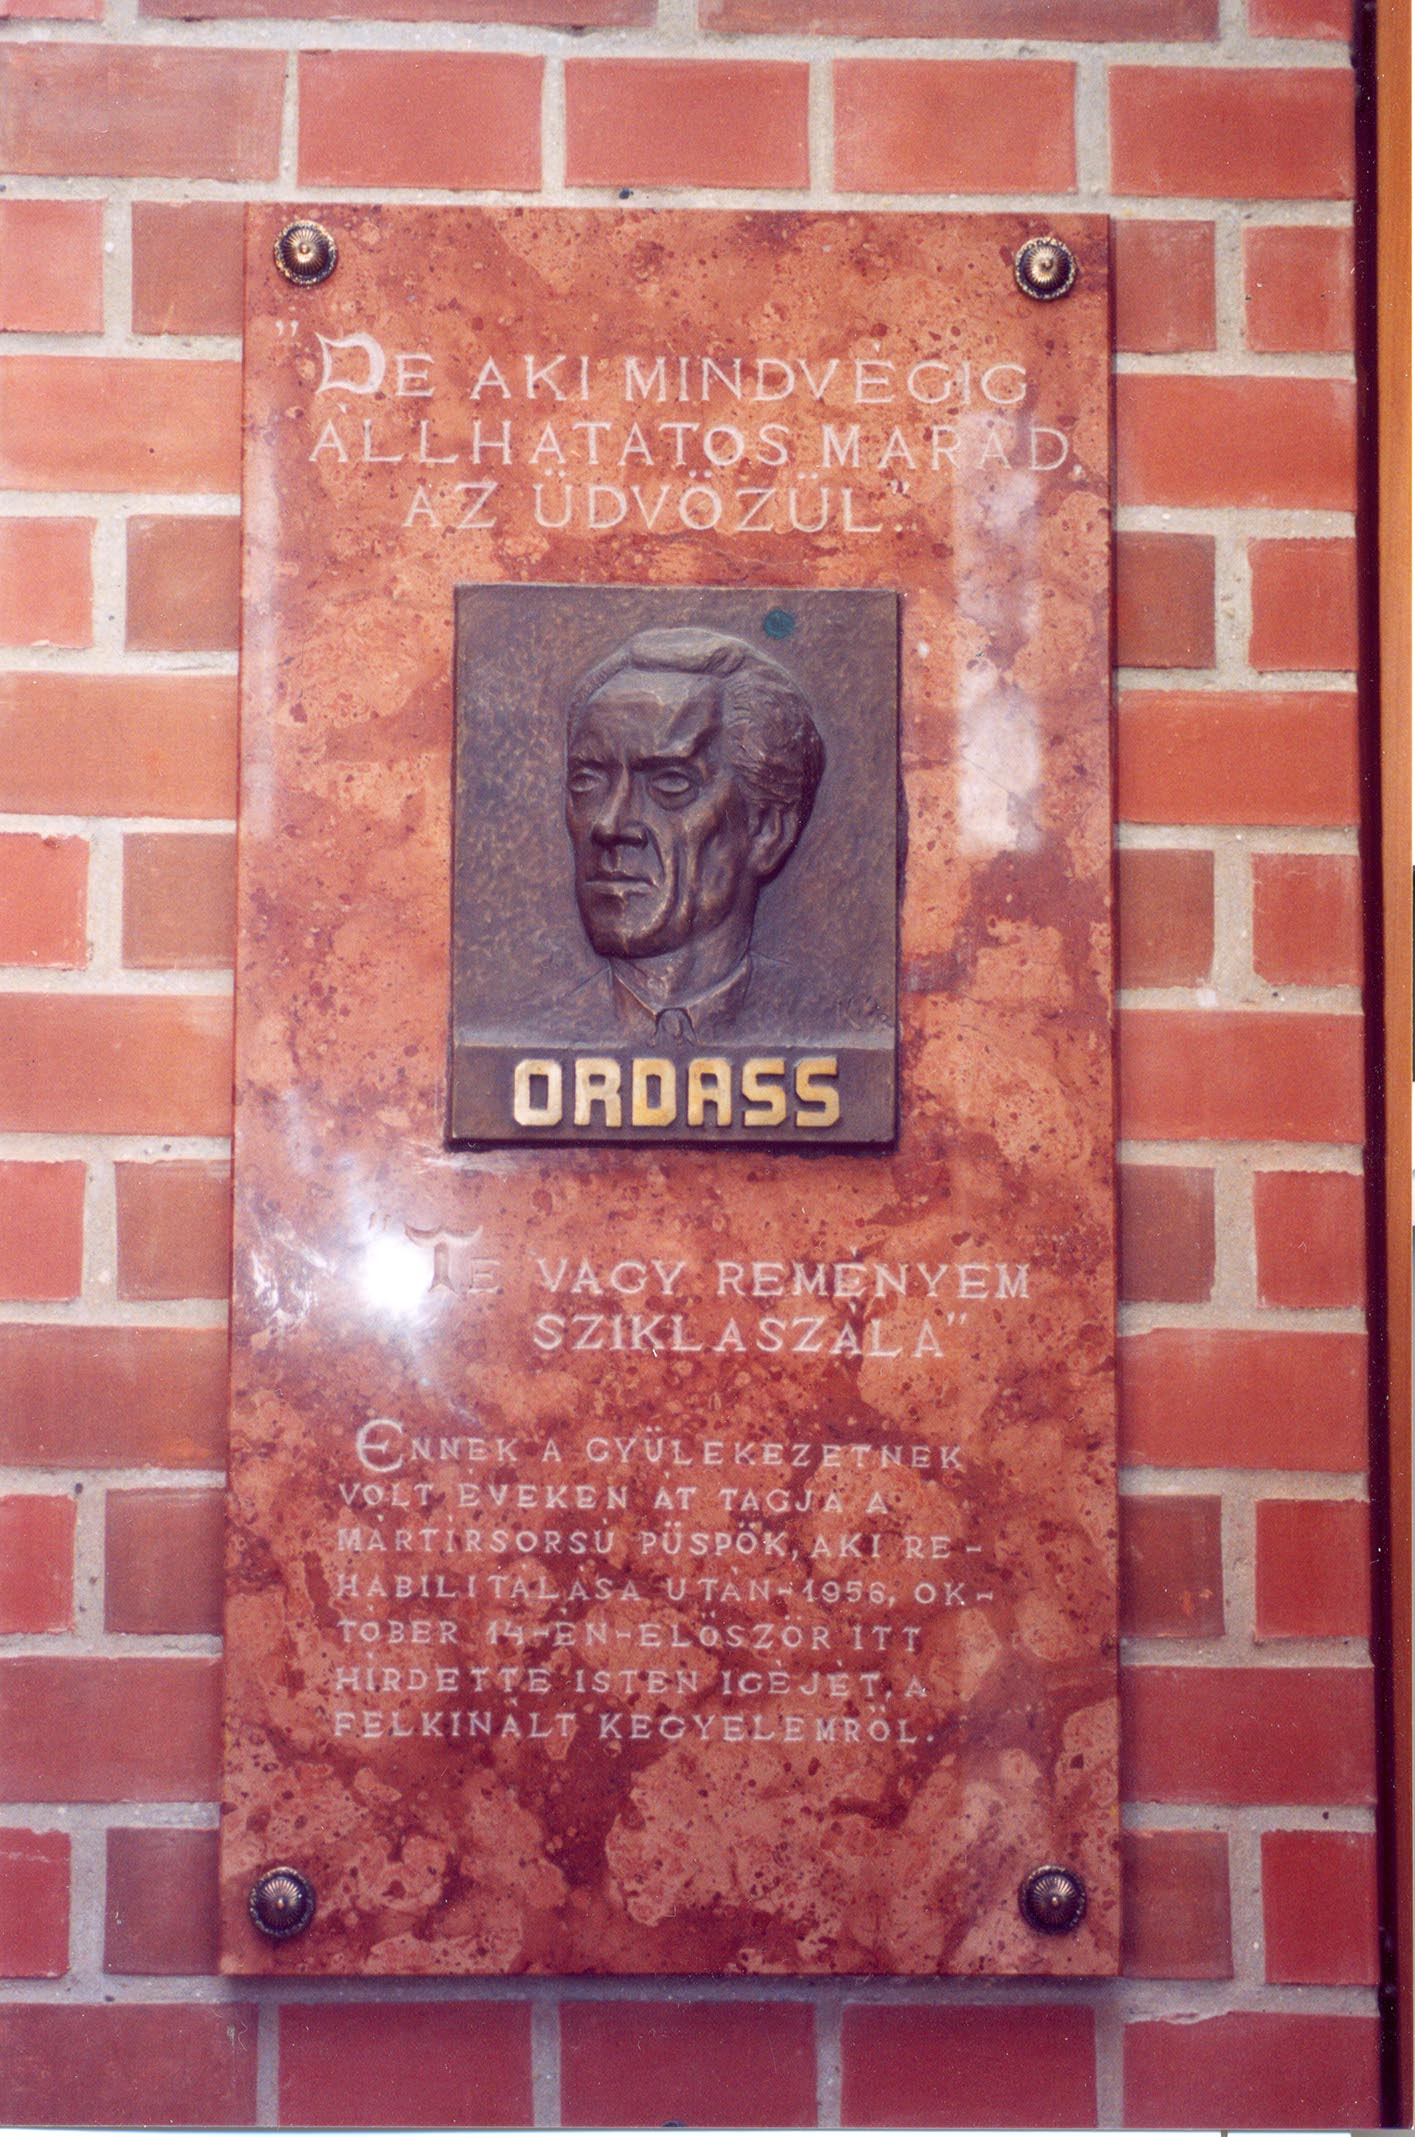 "DE AKI MINDVÉGIG
ÁLLHATATOS MARAD,
AZ ÜDVÖZÜL."
ORDASS
"TE VAGY REMÉNYEM
SZIKLASZÁLA"
ENNEK A GYÜLEKEZETNEK
VOLT ÉVEKEN ÁT TAGJA A
MÁRTÍRSORSÚ PÜSPÖK, AKI RE-
HABILITÁLÁSA UTÁN-1956, OK-
TÓBER 14-ÉN-ELŐSZÖR ITT
HIRDETTE ISTEN IGÉJÉT, A
FELKINÁLT KEGYELEMRŐL.